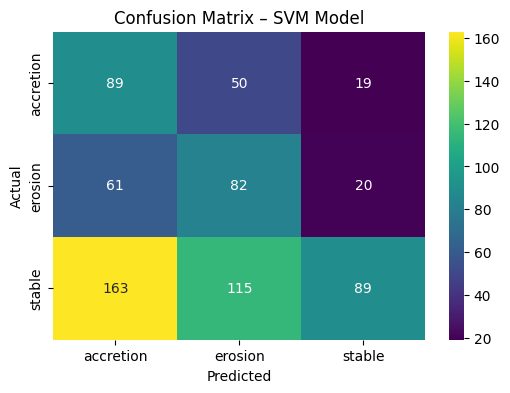 Confusion Matrix – SVM Model
Actual
accretion
erosion
stable
89 50 19
61 82 20
163 115 89
accretion erosion stable
Predicted
160
140
120
100
80
60
40
20